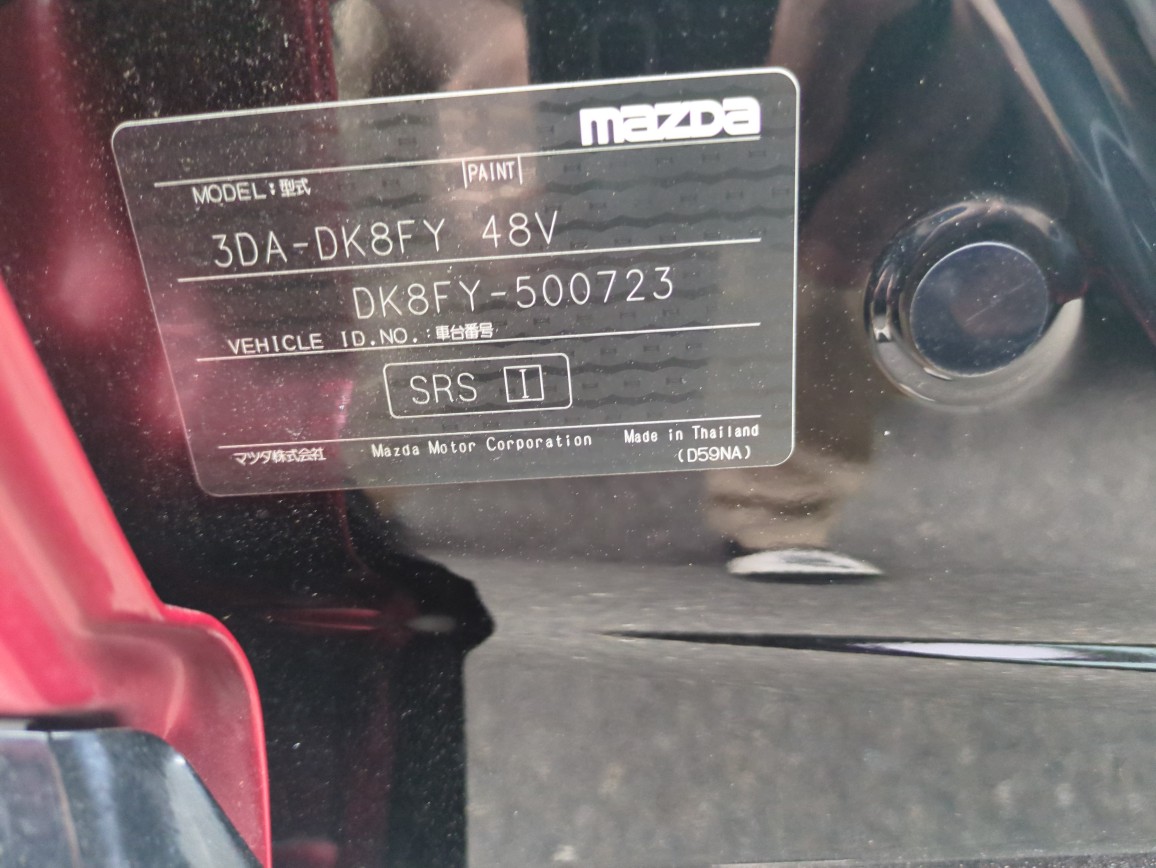 mazda
PAINT
MODEL:型式
3DA-DK8FY 48V
DK8FY-500723
VEHICLE ID.NO.:車台番号
SRS I
マツダ株式会社 Mazda Motor Corporation Made in Thailand
(D59NA)